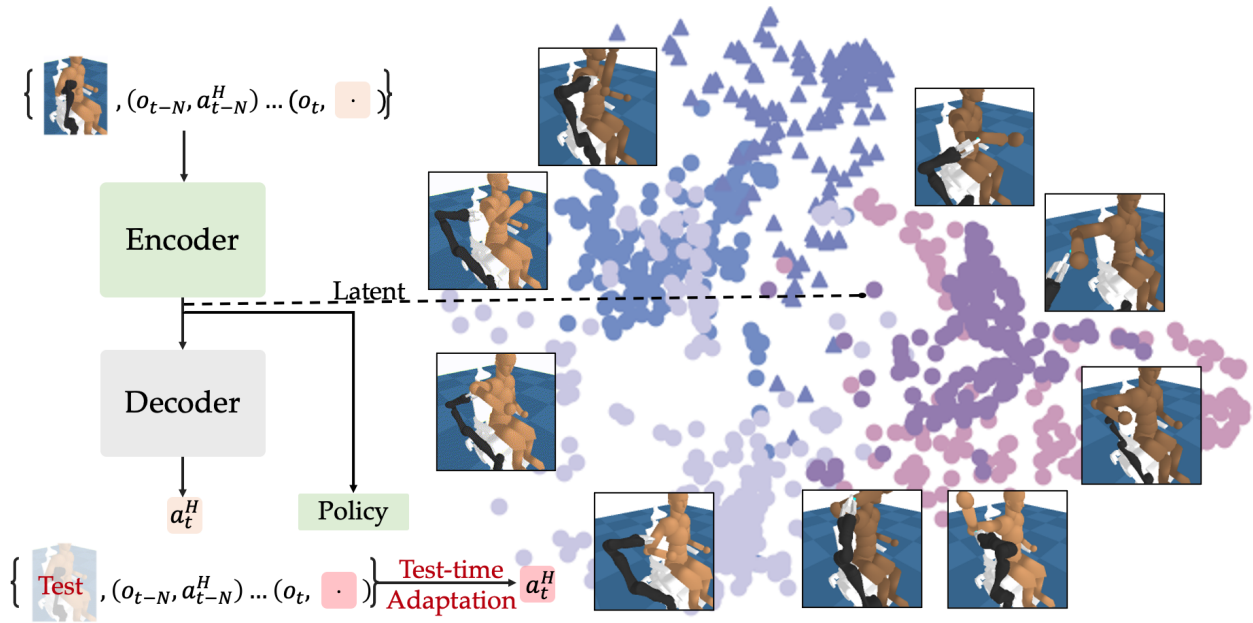 { , (o_{t−N}, a^H_{t−N}) … (o_t, · ) }
Encoder
Latent
Decoder
a^H_t
Policy
{ Test , (o_{t−N}, a^H_{t−N}) … (o_t, · ) }
Test-time
Adaptation
a^H_t